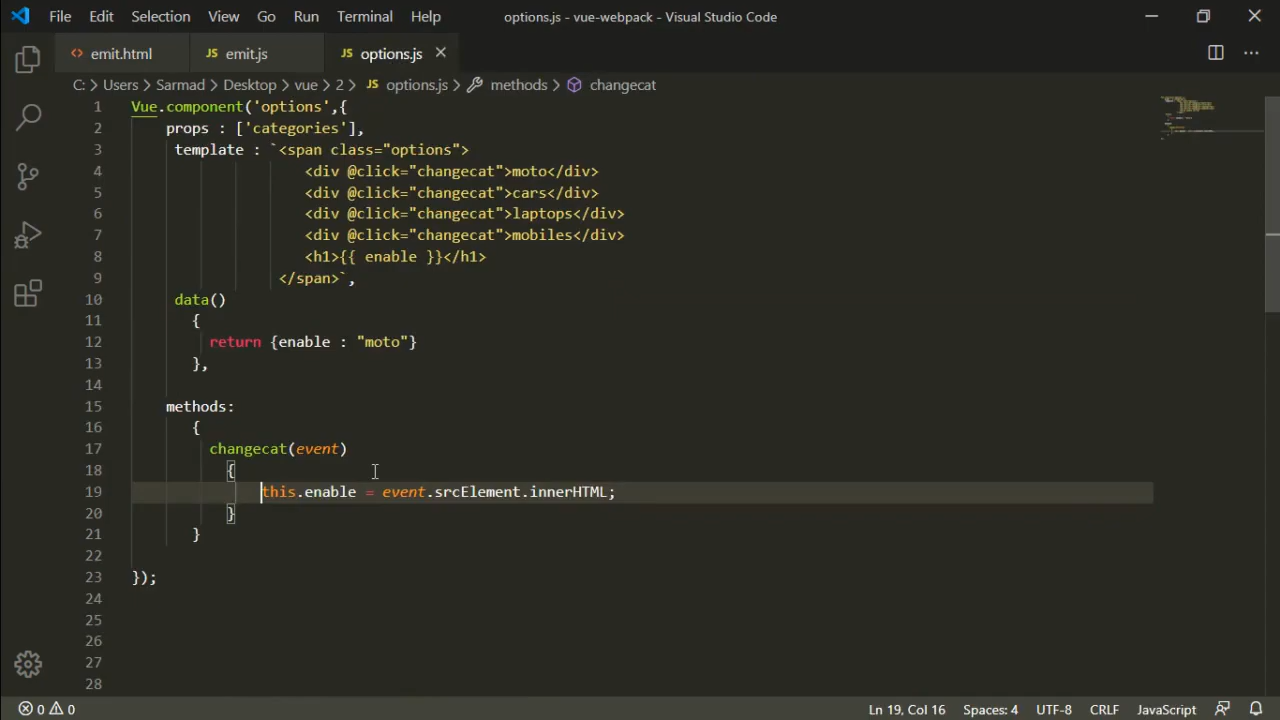 File Edit Selection View Go Run Terminal Help options.js - vue-webpack - Visual Studio Code
emit.html JS emit.js JS options.js
C: > Users > Sarmad > Desktop > vue > 2 > JS options.js > methods > changecat
1 Vue.component('options',{
2 props : ['categories'],
3 template : `<span class="options">
4 <div @click="changecat">moto</div>
5 <div @click="changecat">cars</div>
6 <div @click="changecat">laptops</div>
7 <div @click="changecat">mobiles</div>
8 <h1>{{ enable }}</h1>
9 </span>`,
10 data()
11 {
12 return {enable : "moto"}
13 },
14
15 methods:
16 {
17 changecat(event)
18 {
19 this.enable = event.srcElement.innerHTML;
20 }
21 }
22
23 });
24
25
26
27
28
0 0 Ln 19, Col 16 Spaces: 4 UTF-8 CRLF JavaScript